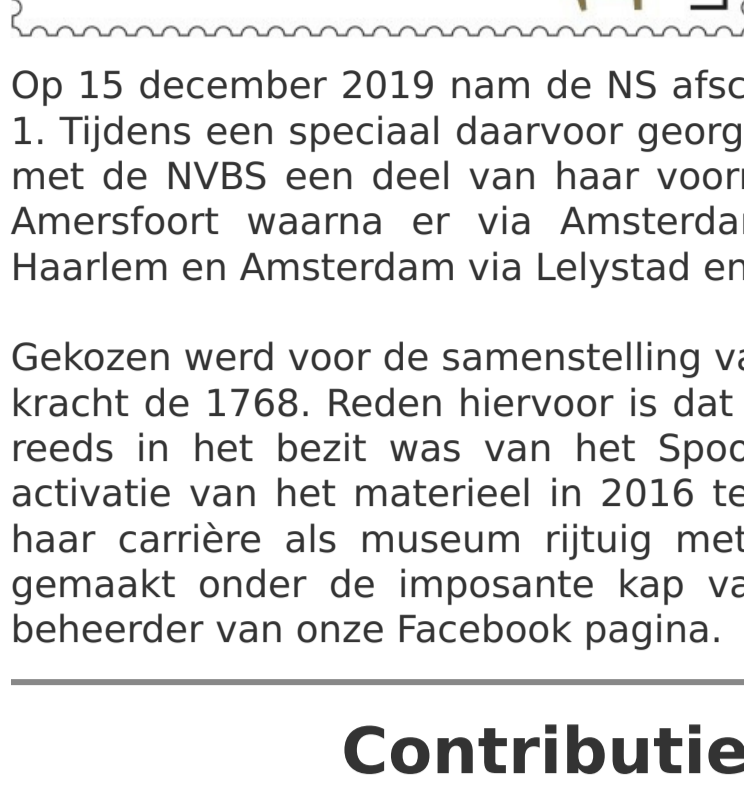 Op 15 december 2019 nam de NS afsc
1. Tijdens een speciaal daarvoor georg
met de NVBS een deel van haar voor
Amersfoort waarna er via Amsterda
Haarlem en Amsterdam via Lelystad en
Gekozen werd voor de samenstelling va
kracht de 1768. Reden hiervoor is dat
reeds in het bezit was van het Spoo
activatie van het materieel in 2016 te
haar carrière als museum rijtuig met
gemaakt onder de imposante kap va
beheerder van onze Facebook pagina.
Contributie